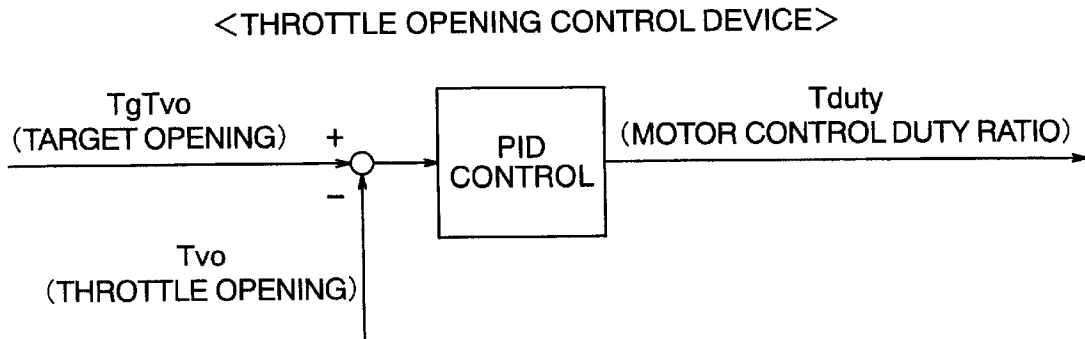 <THROTTLE OPENING CONTROL DEVICE>
TgTvo
(TARGET OPENING)
+
−
Tvo
(THROTTLE OPENING)
PID
CONTROL
Tduty
(MOTOR CONTROL DUTY RATIO)